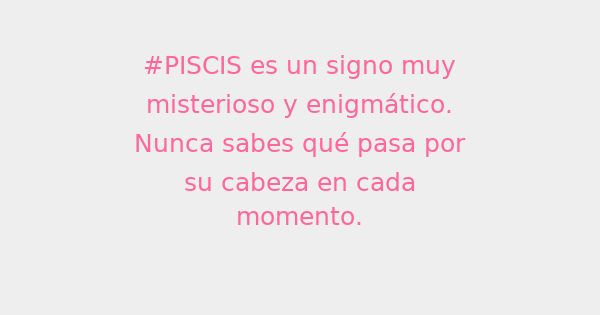 #PISCIS es un signo muy
misterioso y enigmático.
Nunca sabes qué pasa por
su cabeza en cada
momento.